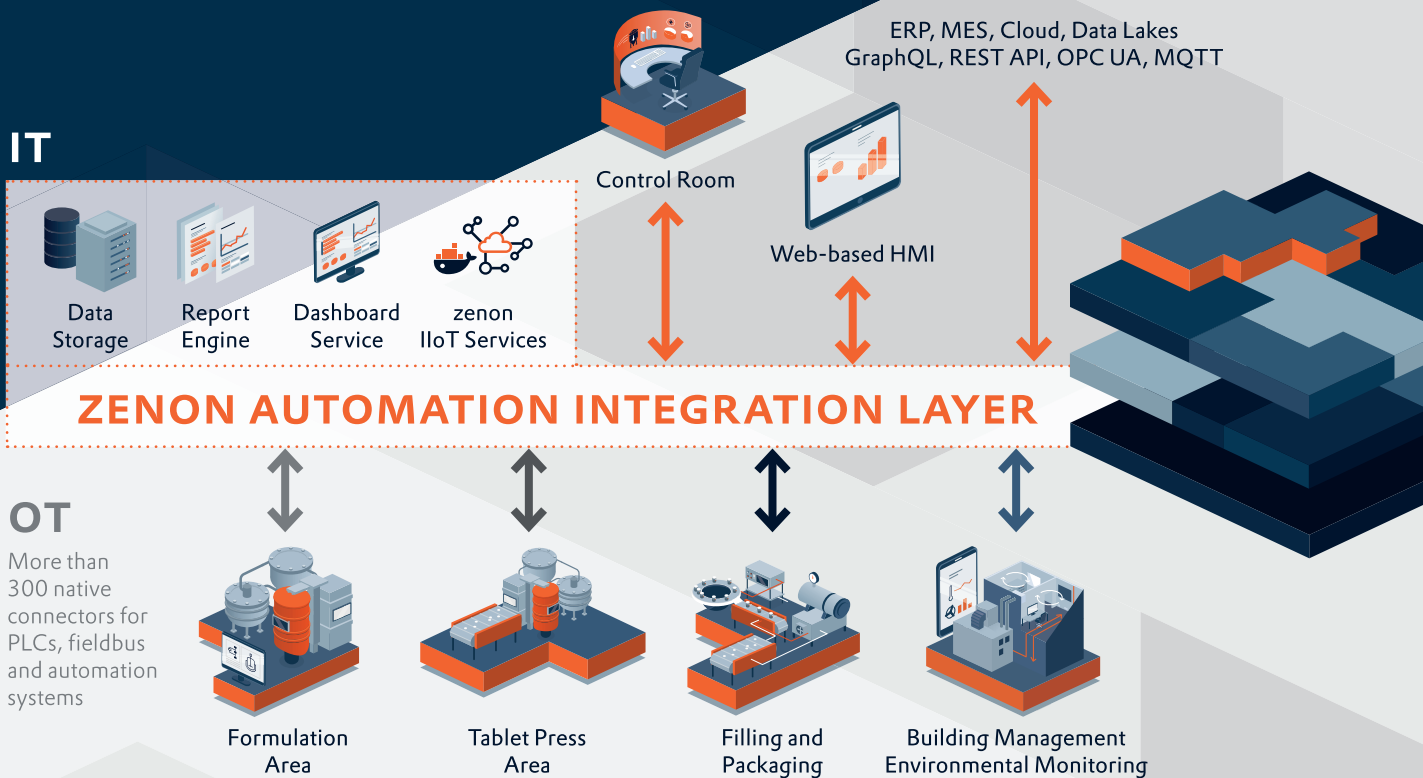 ERP, MES, Cloud, Data Lakes
GraphQL, REST API, OPC UA, MQTT
IT
Control Room
Web-based HMI
Data
Storage
Report
Engine
Dashboard
Service
zenon
IIoT Services
ZENON AUTOMATION INTEGRATION LAYER
OT
More than
300 native
connectors for
PLCs, fieldbus
and automation
systems
Formulation
Area
Tablet Press
Area
Filling and
Packaging
Building Management
Environmental Monitoring